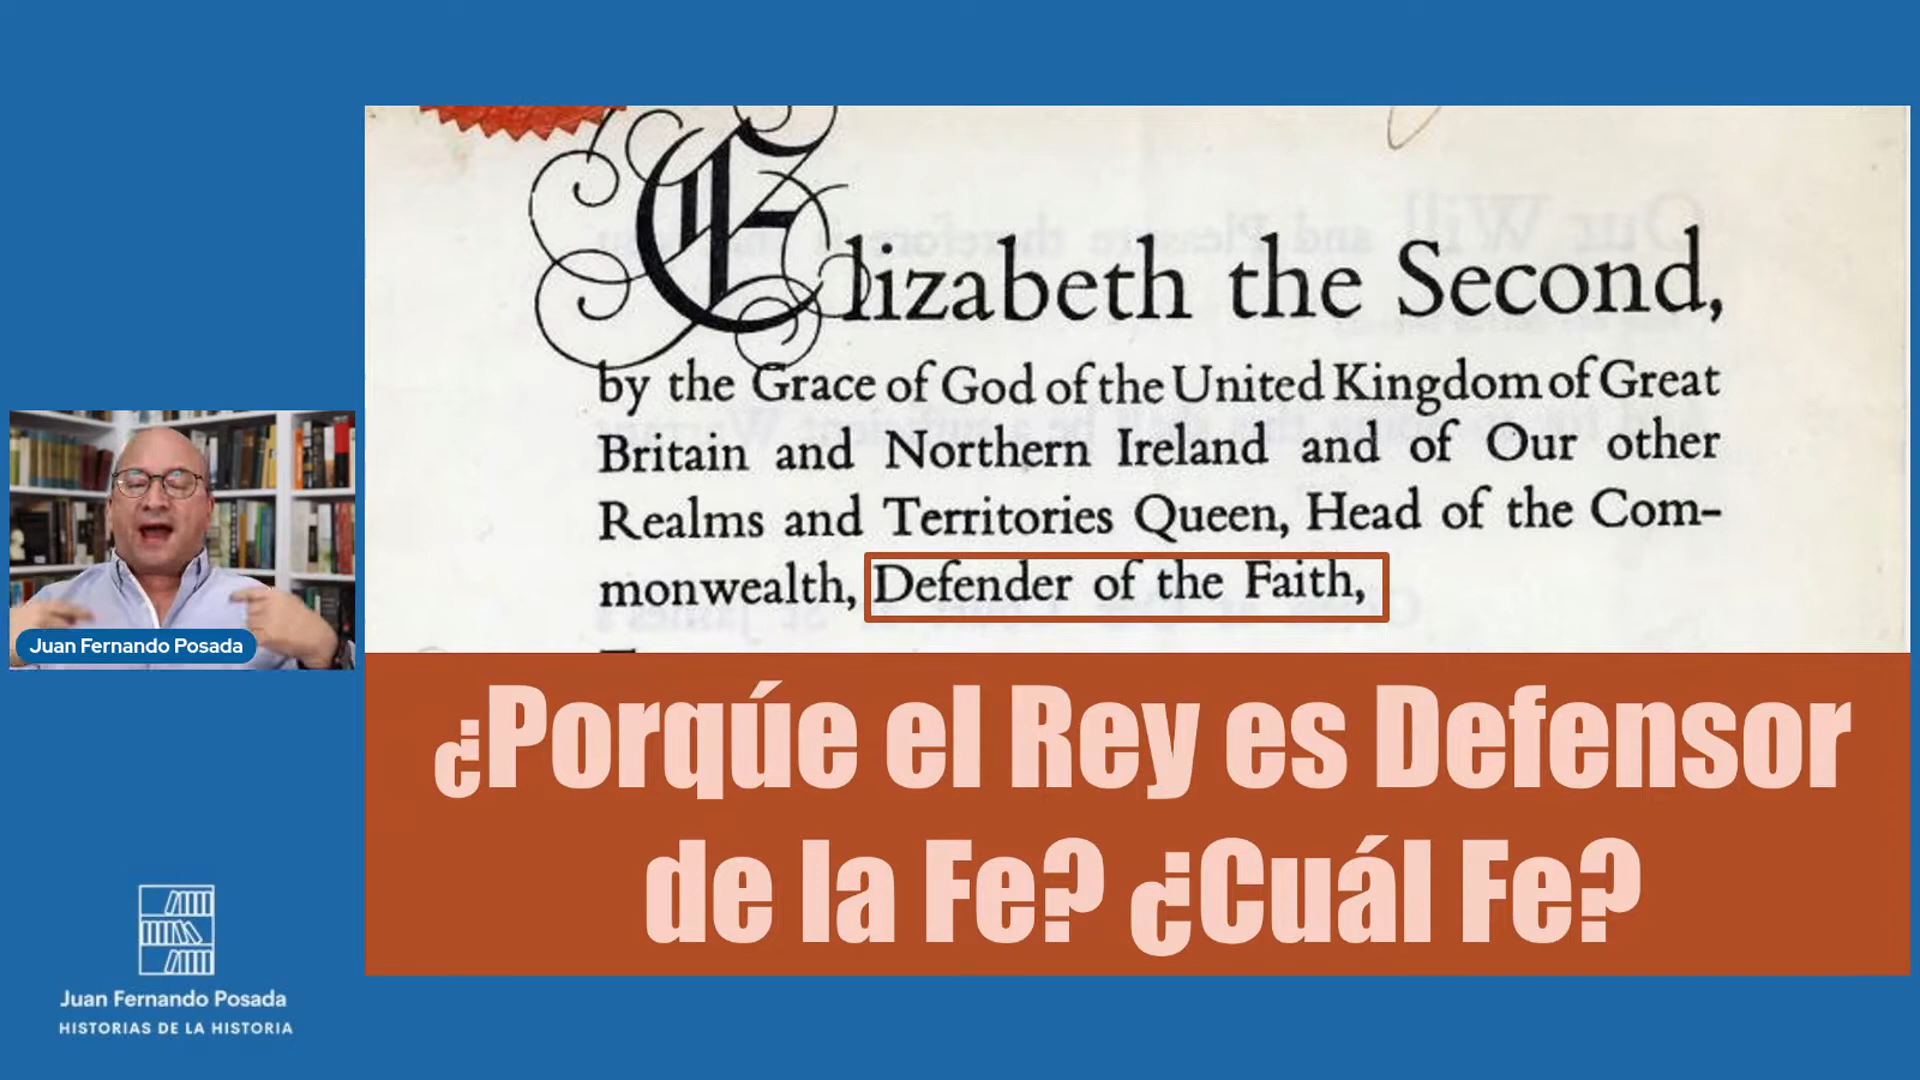 Elizabeth the Second,
by the Grace of God of the United Kingdom of Great
Britain and Northern Ireland and of Our other
Realms and Territories Queen, Head of the Com-
monwealth, Defender of the Faith,
Juan Fernando Posada
¿Porqúe el Rey es Defensor
de la Fe? ¿Cuál Fe?
Juan Fernando Posada
HISTORIAS DE LA HISTORIA